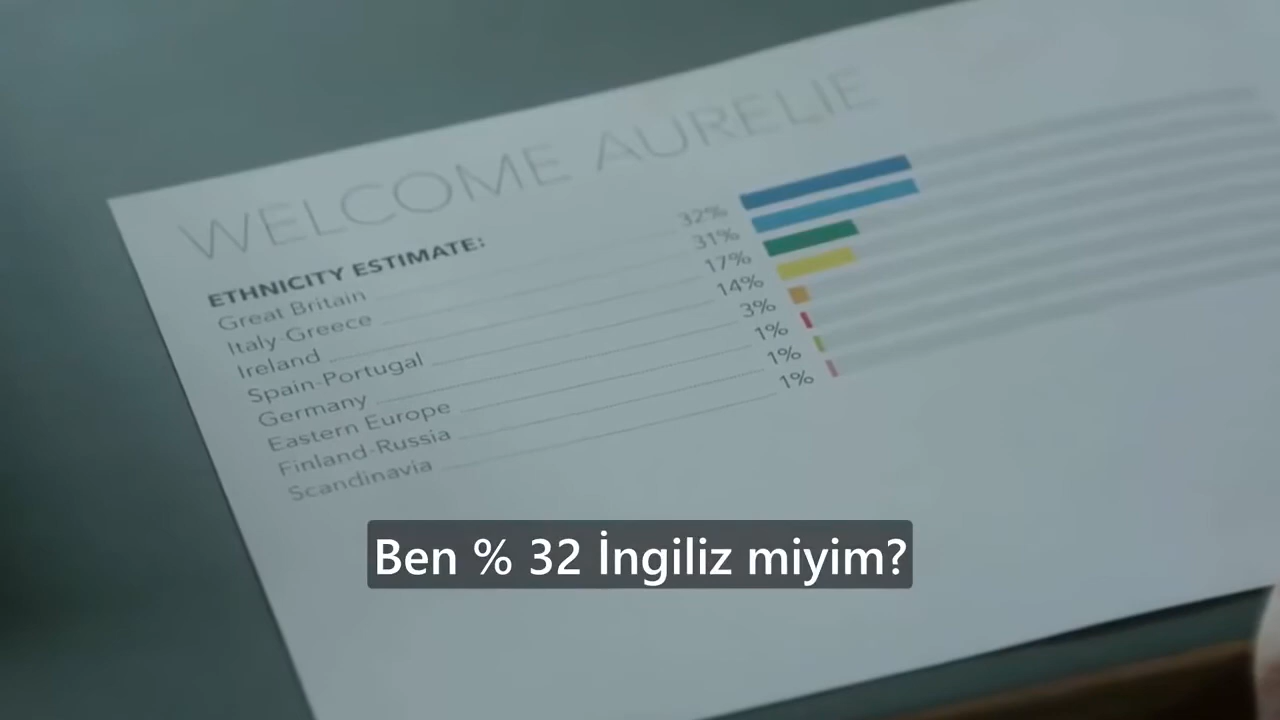 WELCOME AURELIE
ETHNICITY ESTIMATE:
Great Britain 32%
Italy-Greece 31%
Ireland 17%
Spain-Portugal 14%
Germany 3%
Eastern Europe 1%
Finland-Russia 1%
Scandinavia 1%
Ben % 32 İngiliz miyim?